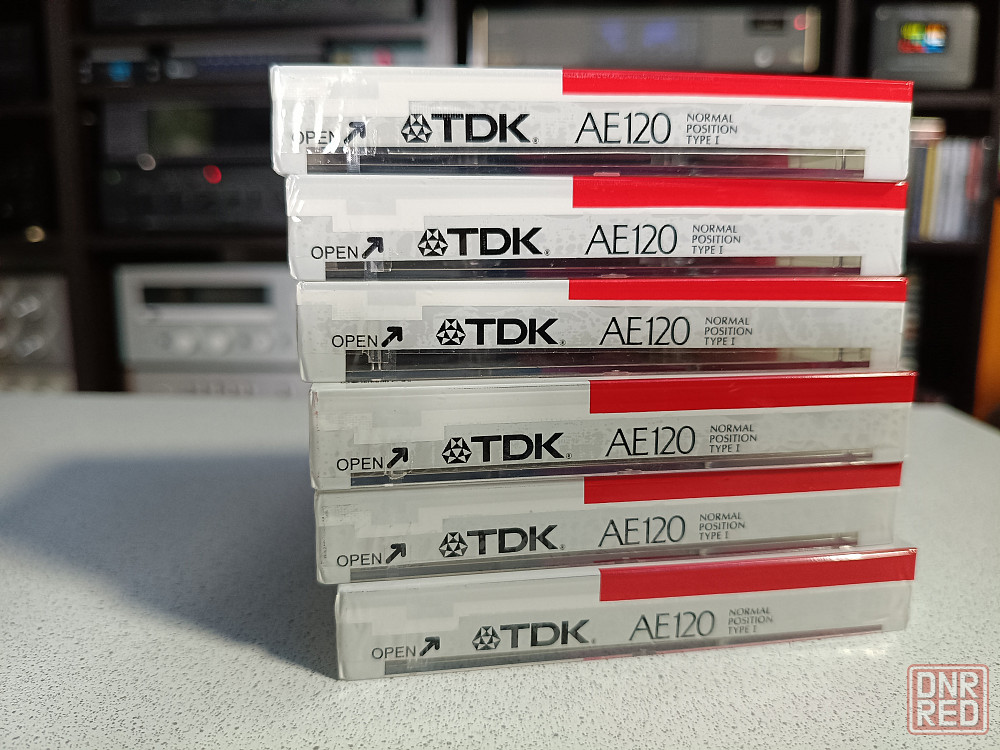 OPEN TDK® AE120 NORMAL
POSITION
TYPE I
OPEN TDK® AE120 NORMAL
POSITION
TYPE I
OPEN TDK® AE120 NORMAL
POSITION
TYPE I
OPEN TDK® AE120 NORMAL
POSITION
TYPE I
OPEN TDK® AE120 NORMAL
POSITION
TYPE I
OPEN TDK® AE120 NORMAL
POSITION
TYPE I
DNR
RED